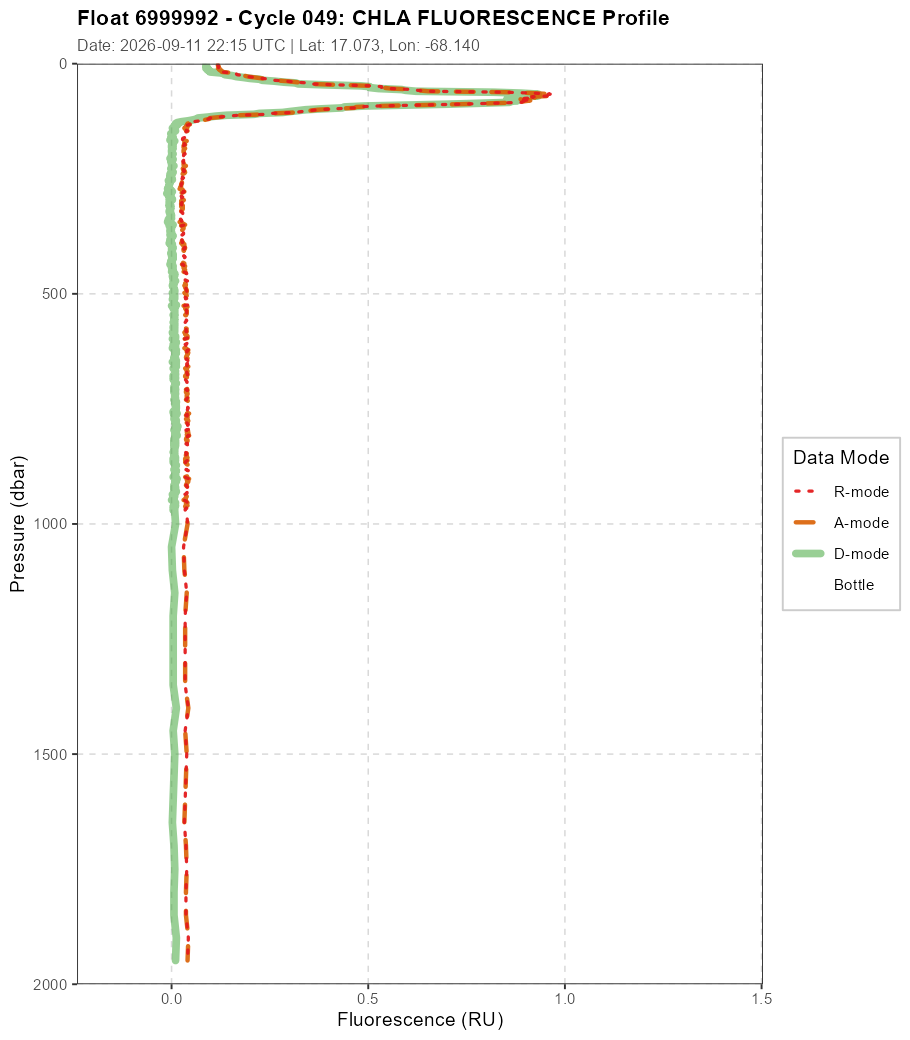 Float 6999992 - Cycle 049: CHLA FLUORESCENCE Profile
Date: 2026-09-11 22:15 UTC | Lat: 17.073, Lon: -68.140
0
500
1000
1500
2000
Pressure (dbar)
0.0
0.5
1.0
1.5
Fluorescence (RU)
Data Mode
R-mode
A-mode
D-mode
Bottle